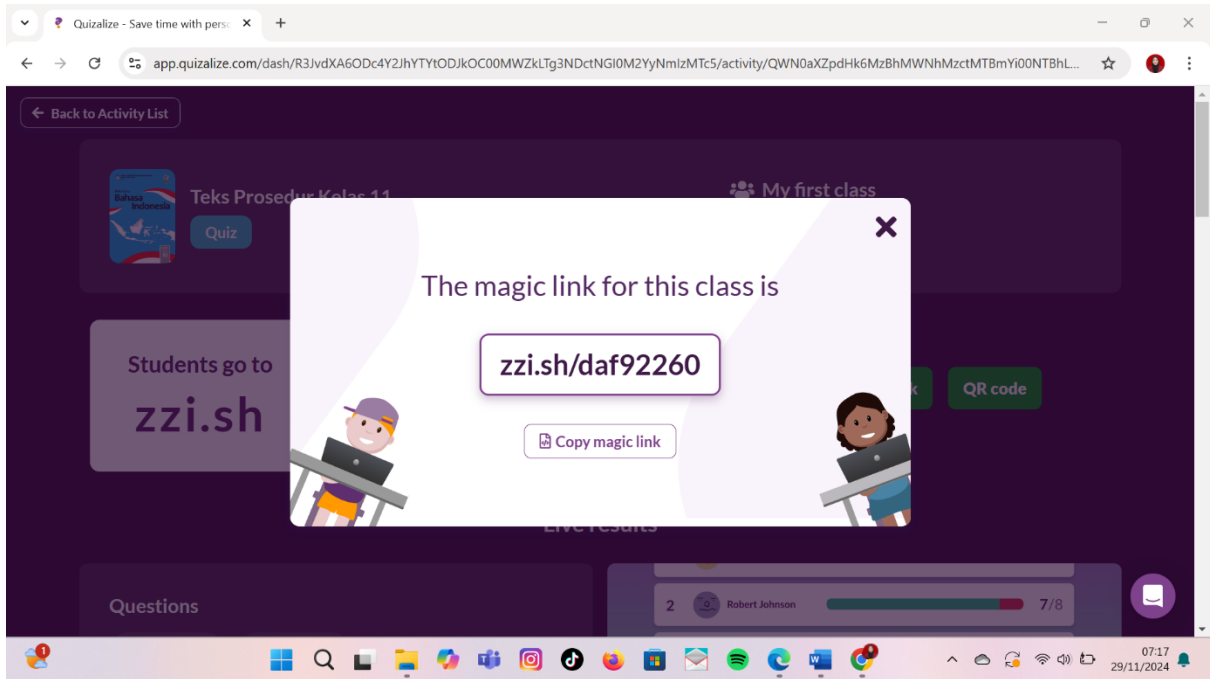 Quizalize - Save time with perso
app.quizalize.com/dash/R3JvdXA6ODc4Y2JhYTYtODJkOC00MWZkLTg3NDctNGI0M2YyNmIzMTc5/activity/QWN0aXZpdHk6MzBhMWNhMzctMTBmYi00NTBhL...
Back to Activity List
Bahasa
Indonesia
Teks Prosedur Kelas 11
Quiz
My first class
The magic link for this class is
zzi.sh/daf92260
Copy magic link
Students go to
zzi.sh
QR code
Live results
Questions
2 Robert Johnson 7/8
1
07:17
29/11/2024